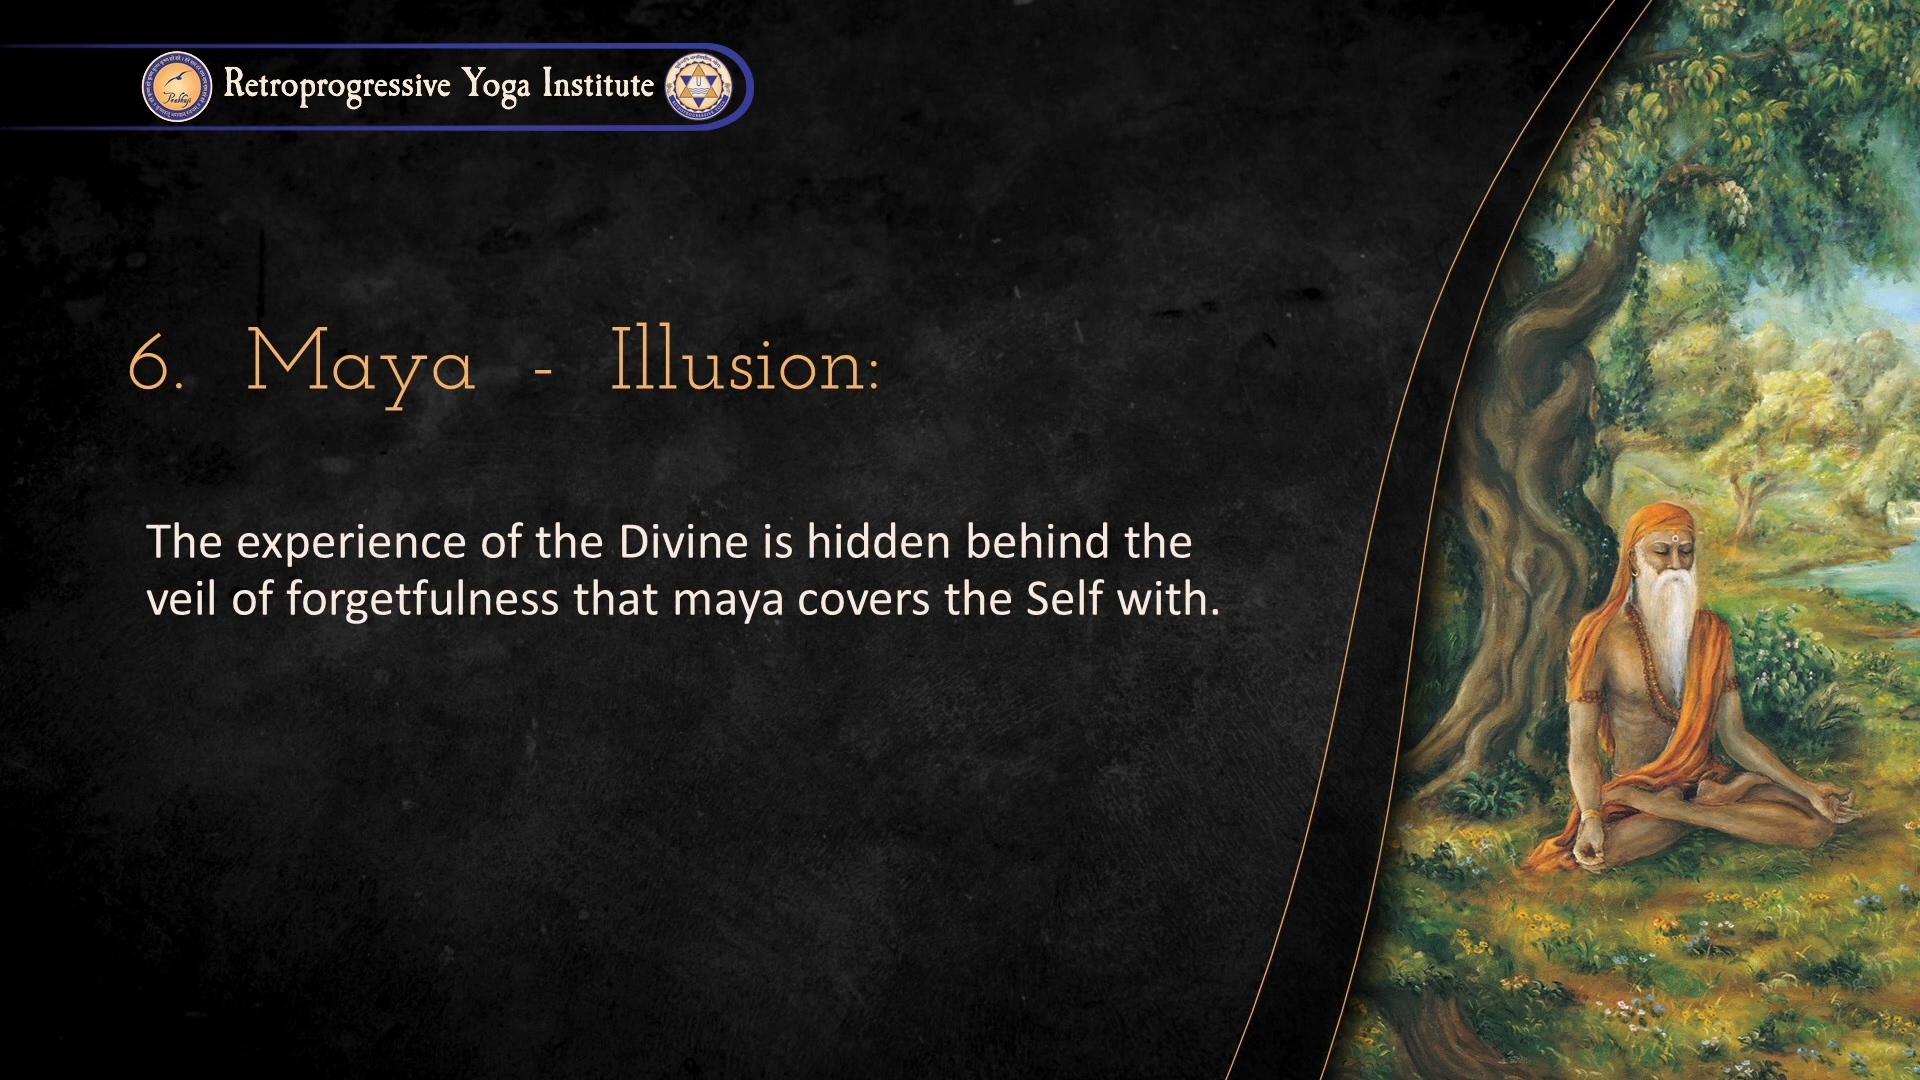 Prabhuji
Retroprogressive Yoga Institute
6. Maya - Illusion:
The experience of the Divine is hidden behind the
veil of forgetfulness that maya covers the Self with.